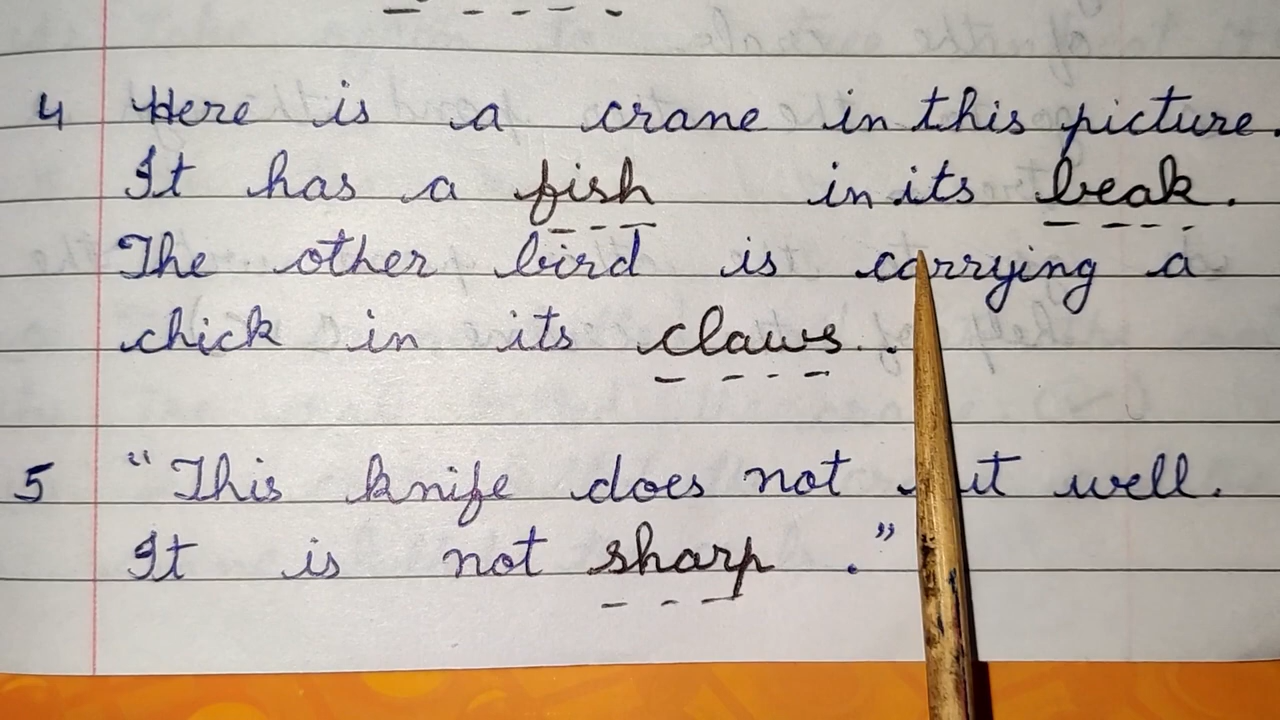 4 Here is a crane in this picture.
It has a fish in its beak.
The other bird is carrying a
chick in its claws.
5 "This knife does not well.
It is not sharp."